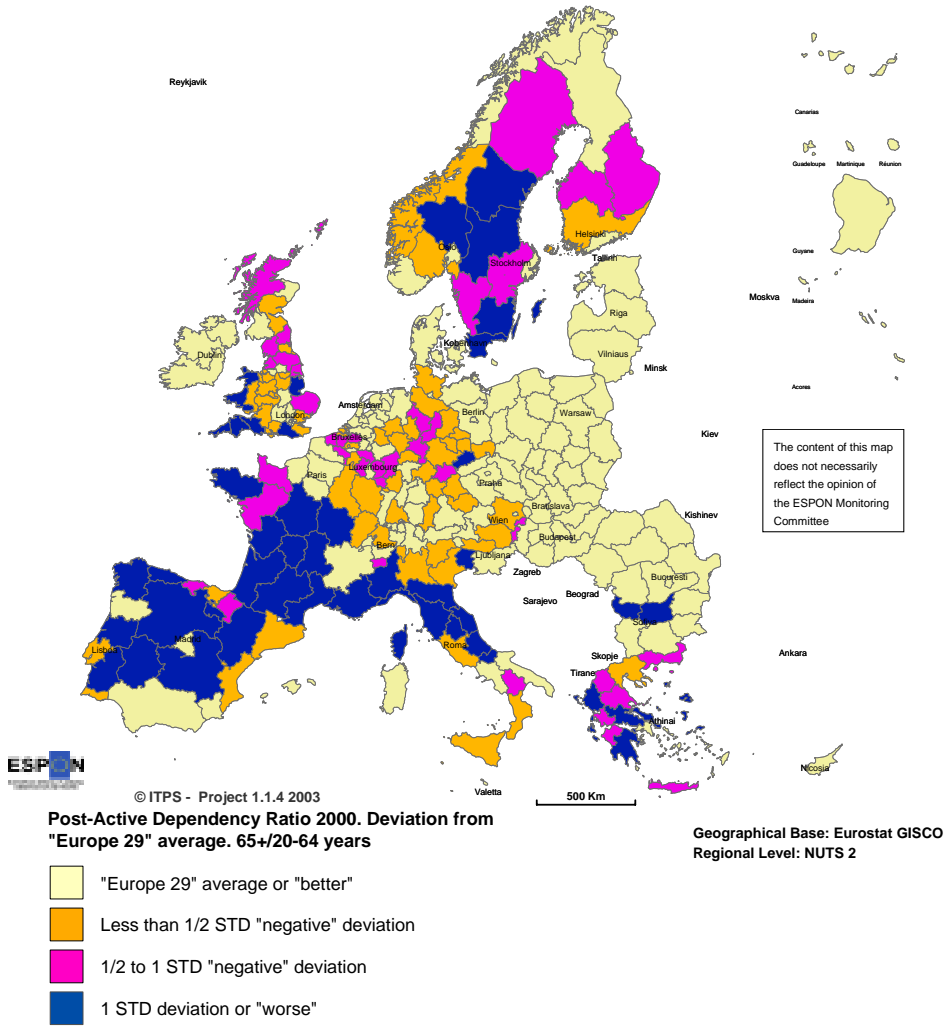 Reykjavik
Canarias
Guadeloupe Martinique Réunion
Guyana
Madeira
Acores
Oslo
Helsinki
Stockholm
Tallinn
Moskva
Riga
København
Vilniaus
Minsk
Dublin
London
Amsterdam
Berlin
Warsaw
Kiev
Bruxelles
Luxembourg
Paris
Praha
The content of this map
does not necessarily
reflect the opinion of
the ESPON Monitoring
Committee
Wien
Bratislava
Kishinev
Bern
Budapest
Ljubljana
Zagreb
Beograd
Bucuresti
Sarajevo
Sofiya
Madrid
Lisboa
Roma
Skopje
Tirane
Ankara
Athinai
Nicosia
Valetta
ESPON
© ITPS - Project 1.1.4 2003
500 Km
Post-Active Dependency Ratio 2000. Deviation from
"Europe 29" average. 65+/20-64 years
Geographical Base: Eurostat GISCO
Regional Level: NUTS 2
"Europe 29" average or "better"
Less than 1/2 STD "negative" deviation
1/2 to 1 STD "negative" deviation
1 STD deviation or "worse"